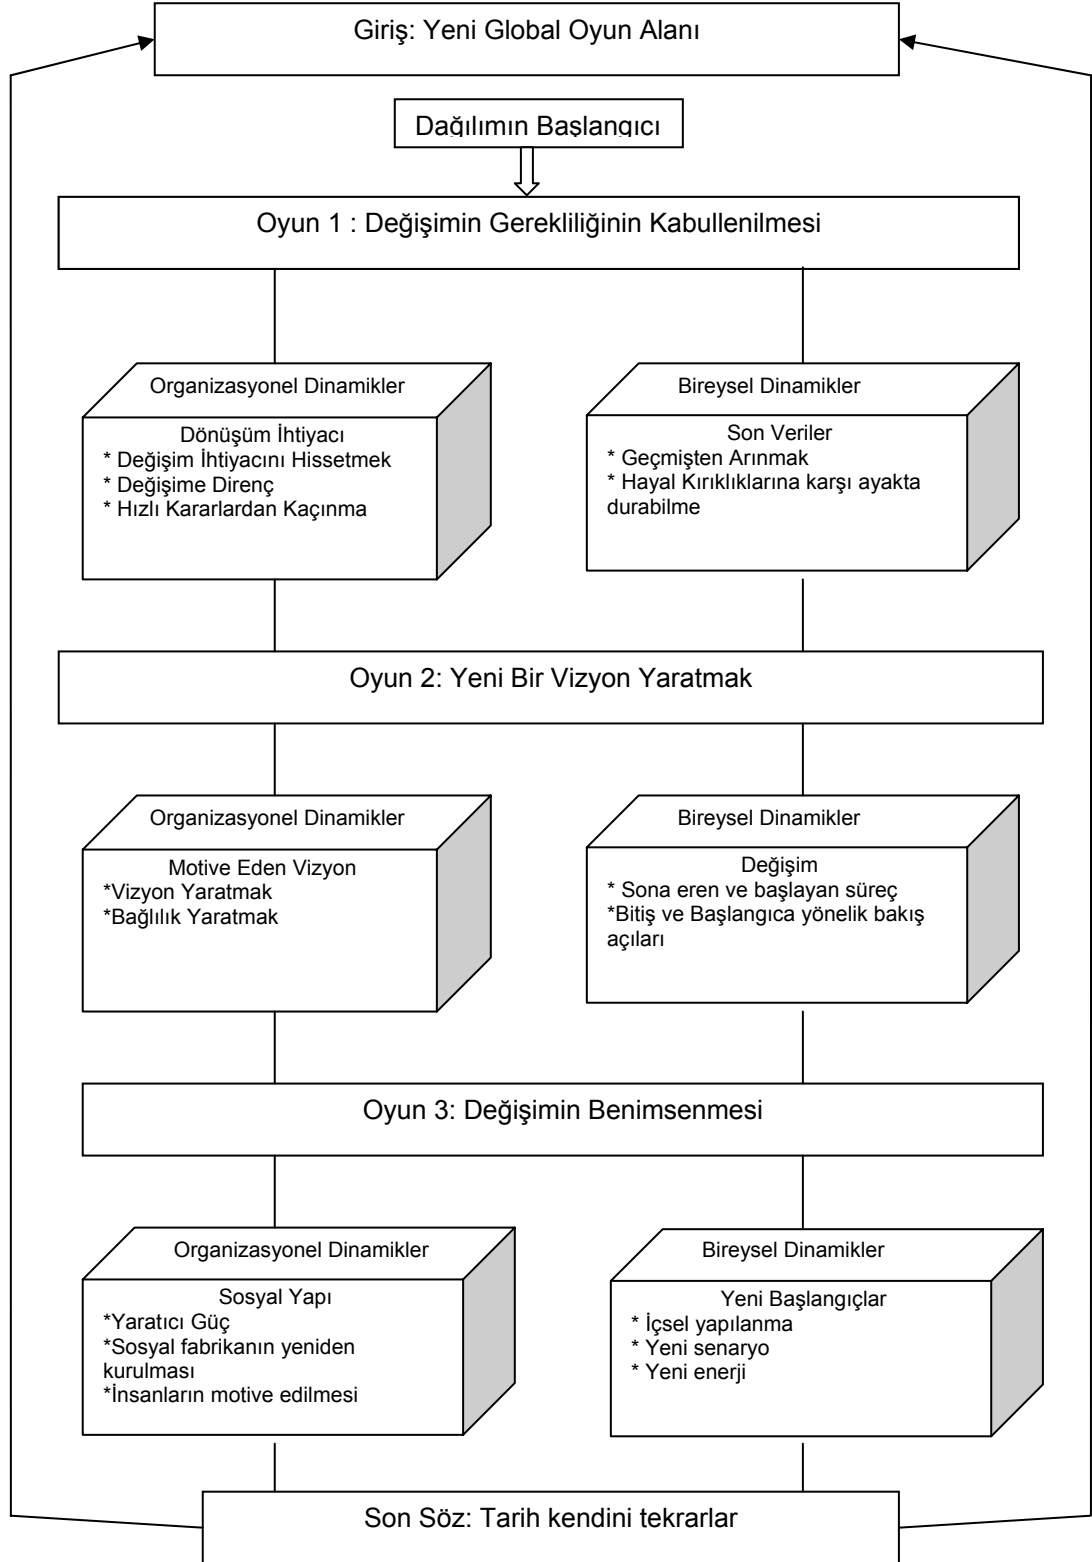 Giriş: Yeni Global Oyun Alanı
Dağılımın Başlangıcı
Oyun 1 : Değişimin Gerekliliğinin Kabullenilmesi
Organizasyonel Dinamikler
Dönüşüm İhtiyacı
* Değişim İhtiyacını Hissetmek
* Değişime Direnç
* Hızlı Kararlardan Kaçınma
Bireysel Dinamikler
Son Veriler
* Geçmişten Arınmak
* Hayal Kırıklıklarına karşı ayakta
durabilme
Oyun 2: Yeni Bir Vizyon Yaratmak
Organizasyonel Dinamikler
Motive Eden Vizyon
*Vizyon Yaratmak
*Bağlılık Yaratmak
Bireysel Dinamikler
Değişim
* Sona eren ve başlayan süreç
*Bitiş ve Başlangıca yönelik bakış
açıları
Oyun 3: Değişimin Benimsenmesi
Organizasyonel Dinamikler
Sosyal Yapı
*Yaratıcı Güç
*Sosyal fabrikanın yeniden
kurulması
*İnsanların motive edilmesi
Bireysel Dinamikler
Yeni Başlangıçlar
* İçsel yapılanma
* Yeni senaryo
* Yeni enerji
Son Söz: Tarih kendini tekrarlar